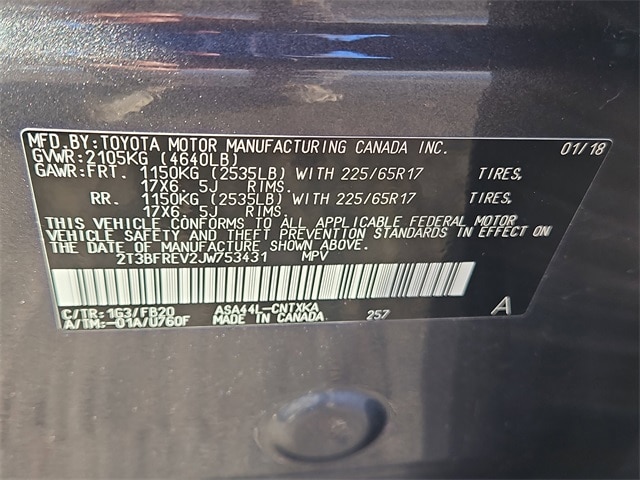 MFD.BY:TOYOTA MOTOR MANUFACTURING CANADA INC. 01/18
GVWR:2105KG (4640LB)
GAWR:FRT. 1150KG (2535LB) WITH 225/65R17 TIRES,
17X6. 5J RIMS.
RR. 1150KG (2535LB) WITH 225/65R17 TIRES,
17X6. 5J RIMS.
THIS VEHICLE CONFORMS TO ALL APPLICABLE FEDERAL MOTOR
VEHICLE SAFETY AND THEFT PREVENTION STANDARDS IN EFFECT ON
THE DATE OF MANUFACTURE SHOWN ABOVE.
2T3BFREV2JW753431 MPV
C/TR:1G3/FB20 ASA44L-CNTXKA
A/TM:-01A/U760F MADE IN CANADA 257 A